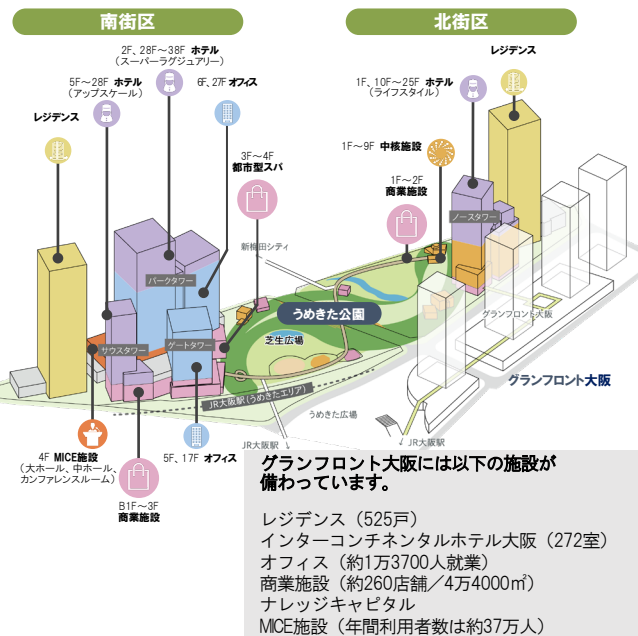 南街区
北街区
2F、28F～38F ホテル
（スーパーラグジュアリー）
5F～28F ホテル
（アップスケール）
6F、27F オフィス
レジデンス
3F～4F
都市型スパ
レジデンス
1F、10F～25F ホテル
（ライフスタイル）
1F～9F 中核施設
1F～2F
商業施設
ノースタワー
新梅田シティ
パークタワー
うめきた公園
グランフロント大阪
サウスタワー
ゲートタワー
芝生広場
グランフロント大阪
JR大阪駅（うめきたエリア）
うめきた広場
JR大阪駅
JR大阪駅
4F MICE施設
（大ホール、中ホール、
カンファレンスルーム）
5F、17F オフィス
B1F～3F
商業施設
グランフロント大阪には以下の施設が
備わっています。
レジデンス（525戸）
インターコンチネンタルホテル大阪（272室）
オフィス（約1万3700人就業）
商業施設（約260店舗／4万4000㎡）
ナレッジキャピタル
MICE施設（年間利用者数は約37万人）